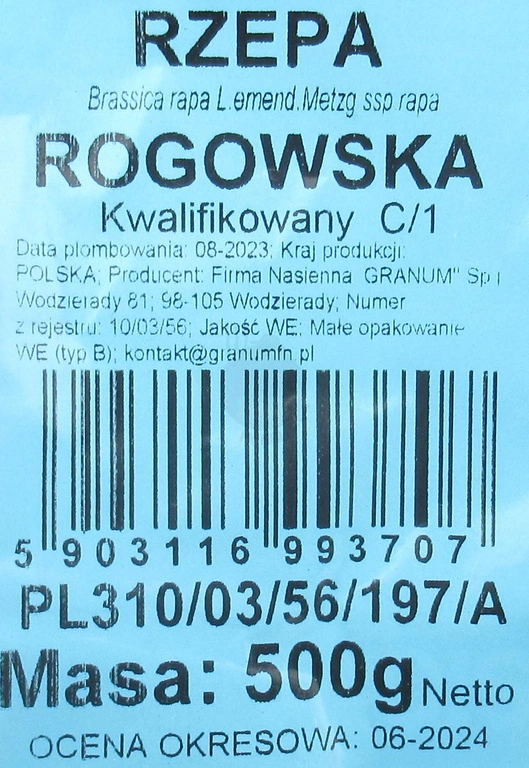 RZEPA
Brassica rapa L.emend.Metzg ssp rapa
ROGOWSKA
Kwalifikowany C/1
Data plombowania: 08-2023; Kraj produkcji:
POLSKA; Producent: Firma Nasienna GRANUM" Sp j
Wodzierady 81; 98-105 Wodzierady; Numer
z rejestru: 10/03/56; Jakość WE; Małe opakowanie
WE (typ B); kontakt@granumfn.pl
5 903116 993707
PL310/03/56/197/A
Masa: 500g Netto
OCENA OKRESOWA: 06-2024